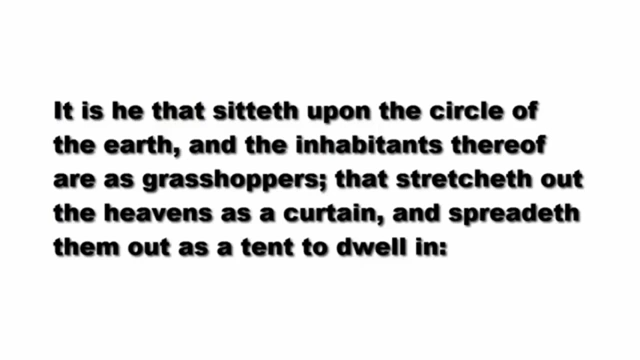 It is he that sitteth upon the circle of
the earth, and the inhabitants thereof
are as grasshoppers; that stretcheth out
the heavens as a curtain, and spreadeth
them out as a tent to dwell in: